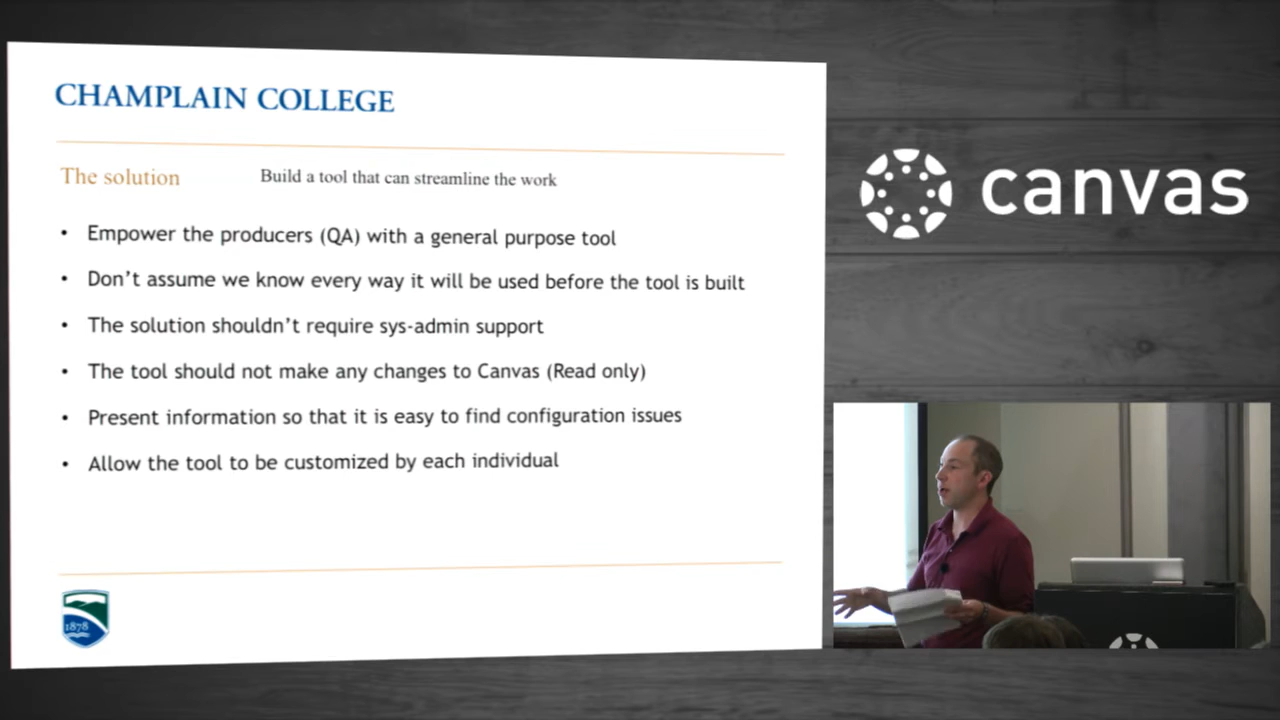 CHAMPLAIN COLLEGE
The solution
Build a tool that can streamline the work
• Empower the producers (QA) with a general purpose tool
• Don't assume we know every way it will be used before the tool is built
• The solution shouldn't require sys-admin support
• The tool should not make any changes to Canvas (Read only)
• Present information so that it is easy to find configuration issues
• Allow the tool to be customized by each individual
1878
canvas